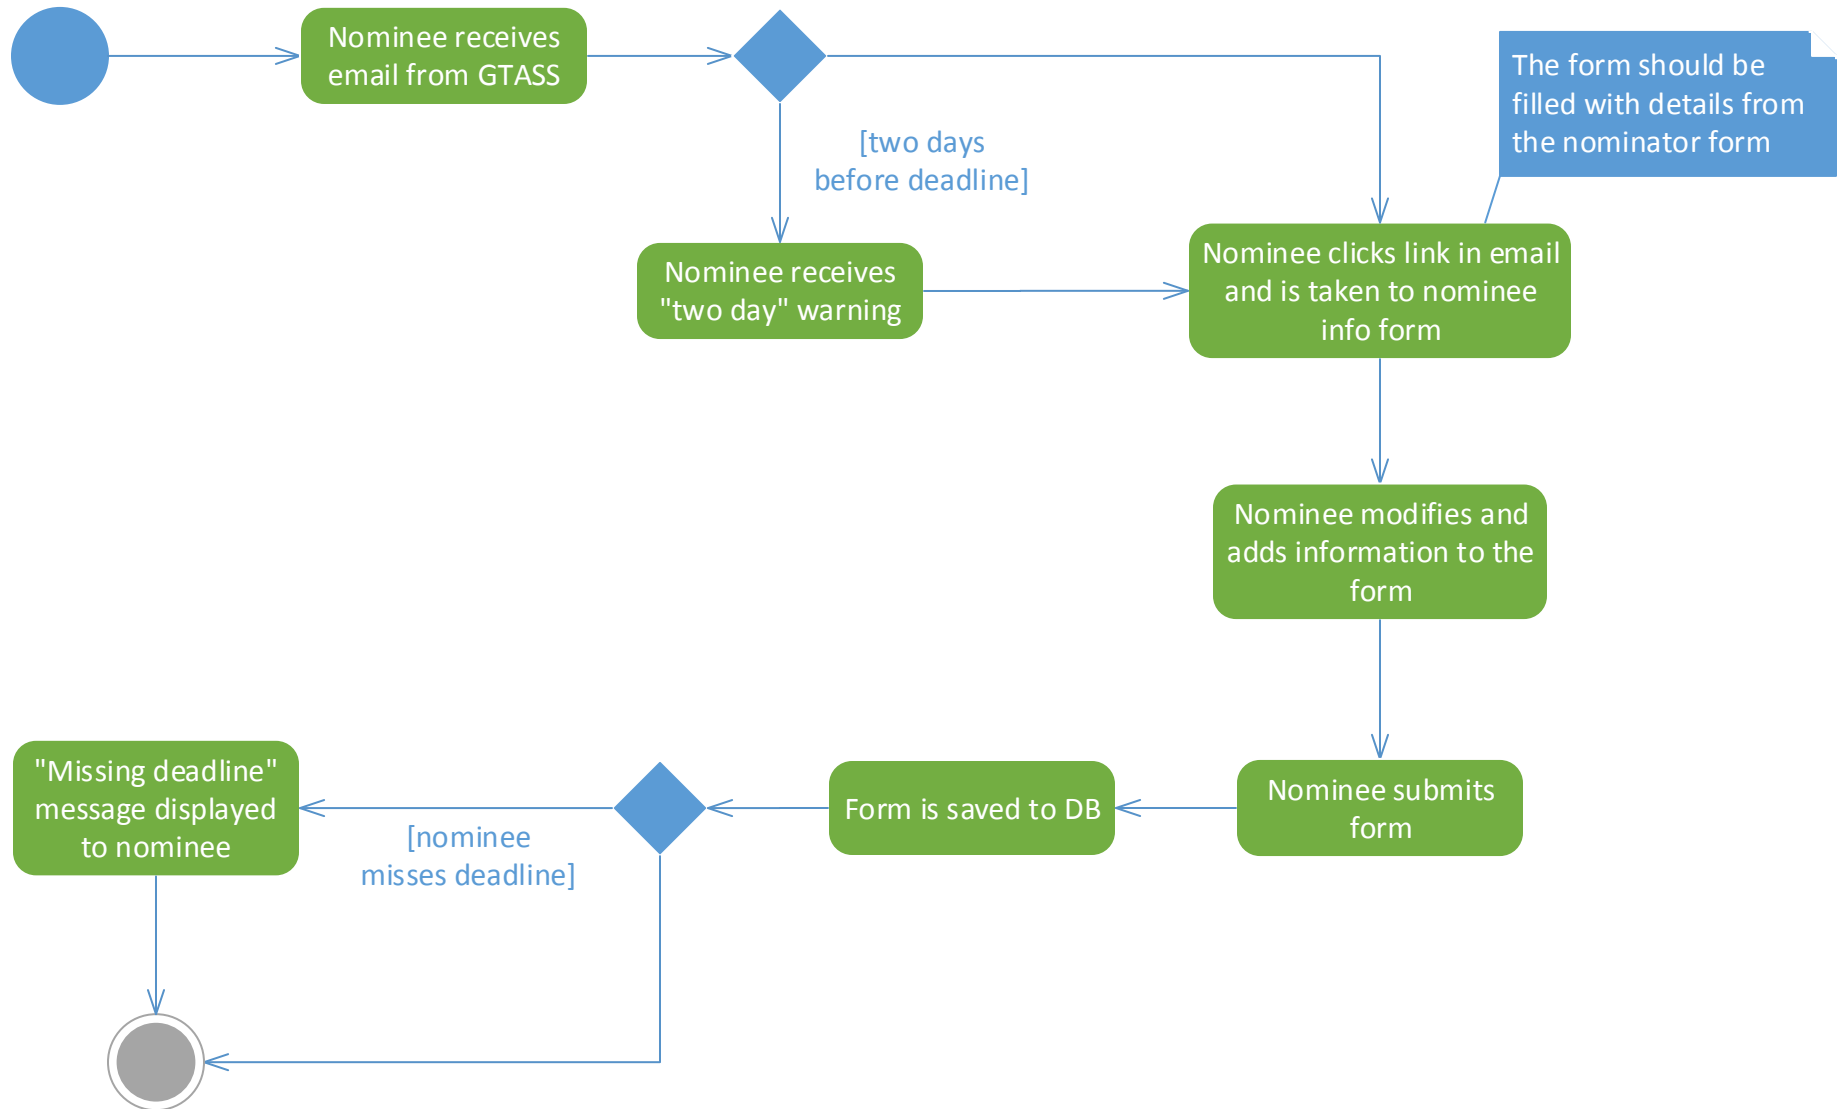 Nominee receives
email from GTASS
The form should be
filled with details from
the nominator form
[two days
before deadline]
Nominee receives
"two day" warning
Nominee clicks link in email
and is taken to nominee
info form
Nominee modifies and
adds information to the
form
Nominee submits
form
Form is saved to DB
[nominee
misses deadline]
"Missing deadline"
message displayed
to nominee